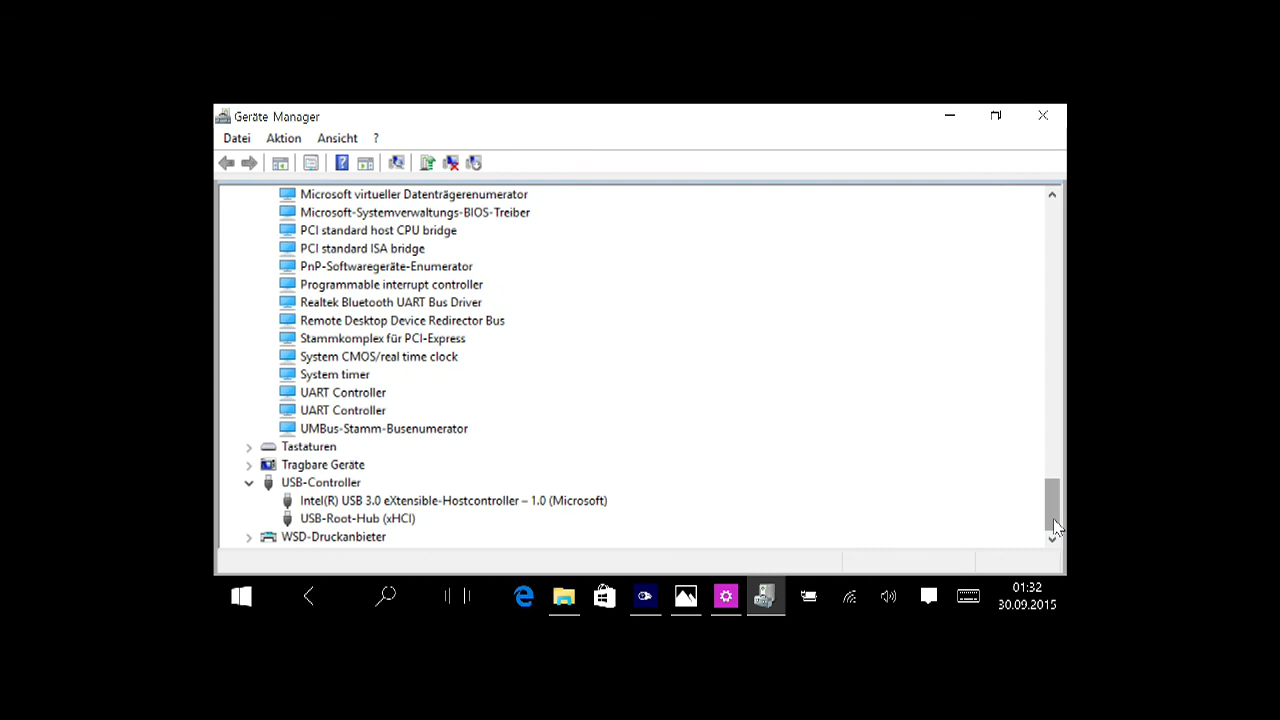 Geräte Manager
Datei Aktion Ansicht ?
Microsoft virtueller Datenträgerenumerator
Microsoft-Systemverwaltungs-BIOS-Treiber
PCI standard host CPU bridge
PCI standard ISA bridge
PnP-Softwaregeräte-Enumerator
Programmable interrupt controller
Realtek Bluetooth UART Bus Driver
Remote Desktop Device Redirector Bus
Stammkomplex für PCI-Express
System CMOS/real time clock
System timer
UART Controller
UART Controller
UMBus-Stamm-Busenumerator
Tastaturen
Tragbare Geräte
USB-Controller
Intel(R) USB 3.0 eXtensible-Hostcontroller – 1.0 (Microsoft)
USB-Root-Hub (xHCI)
WSD-Druckanbieter
01:32
30.09.2015